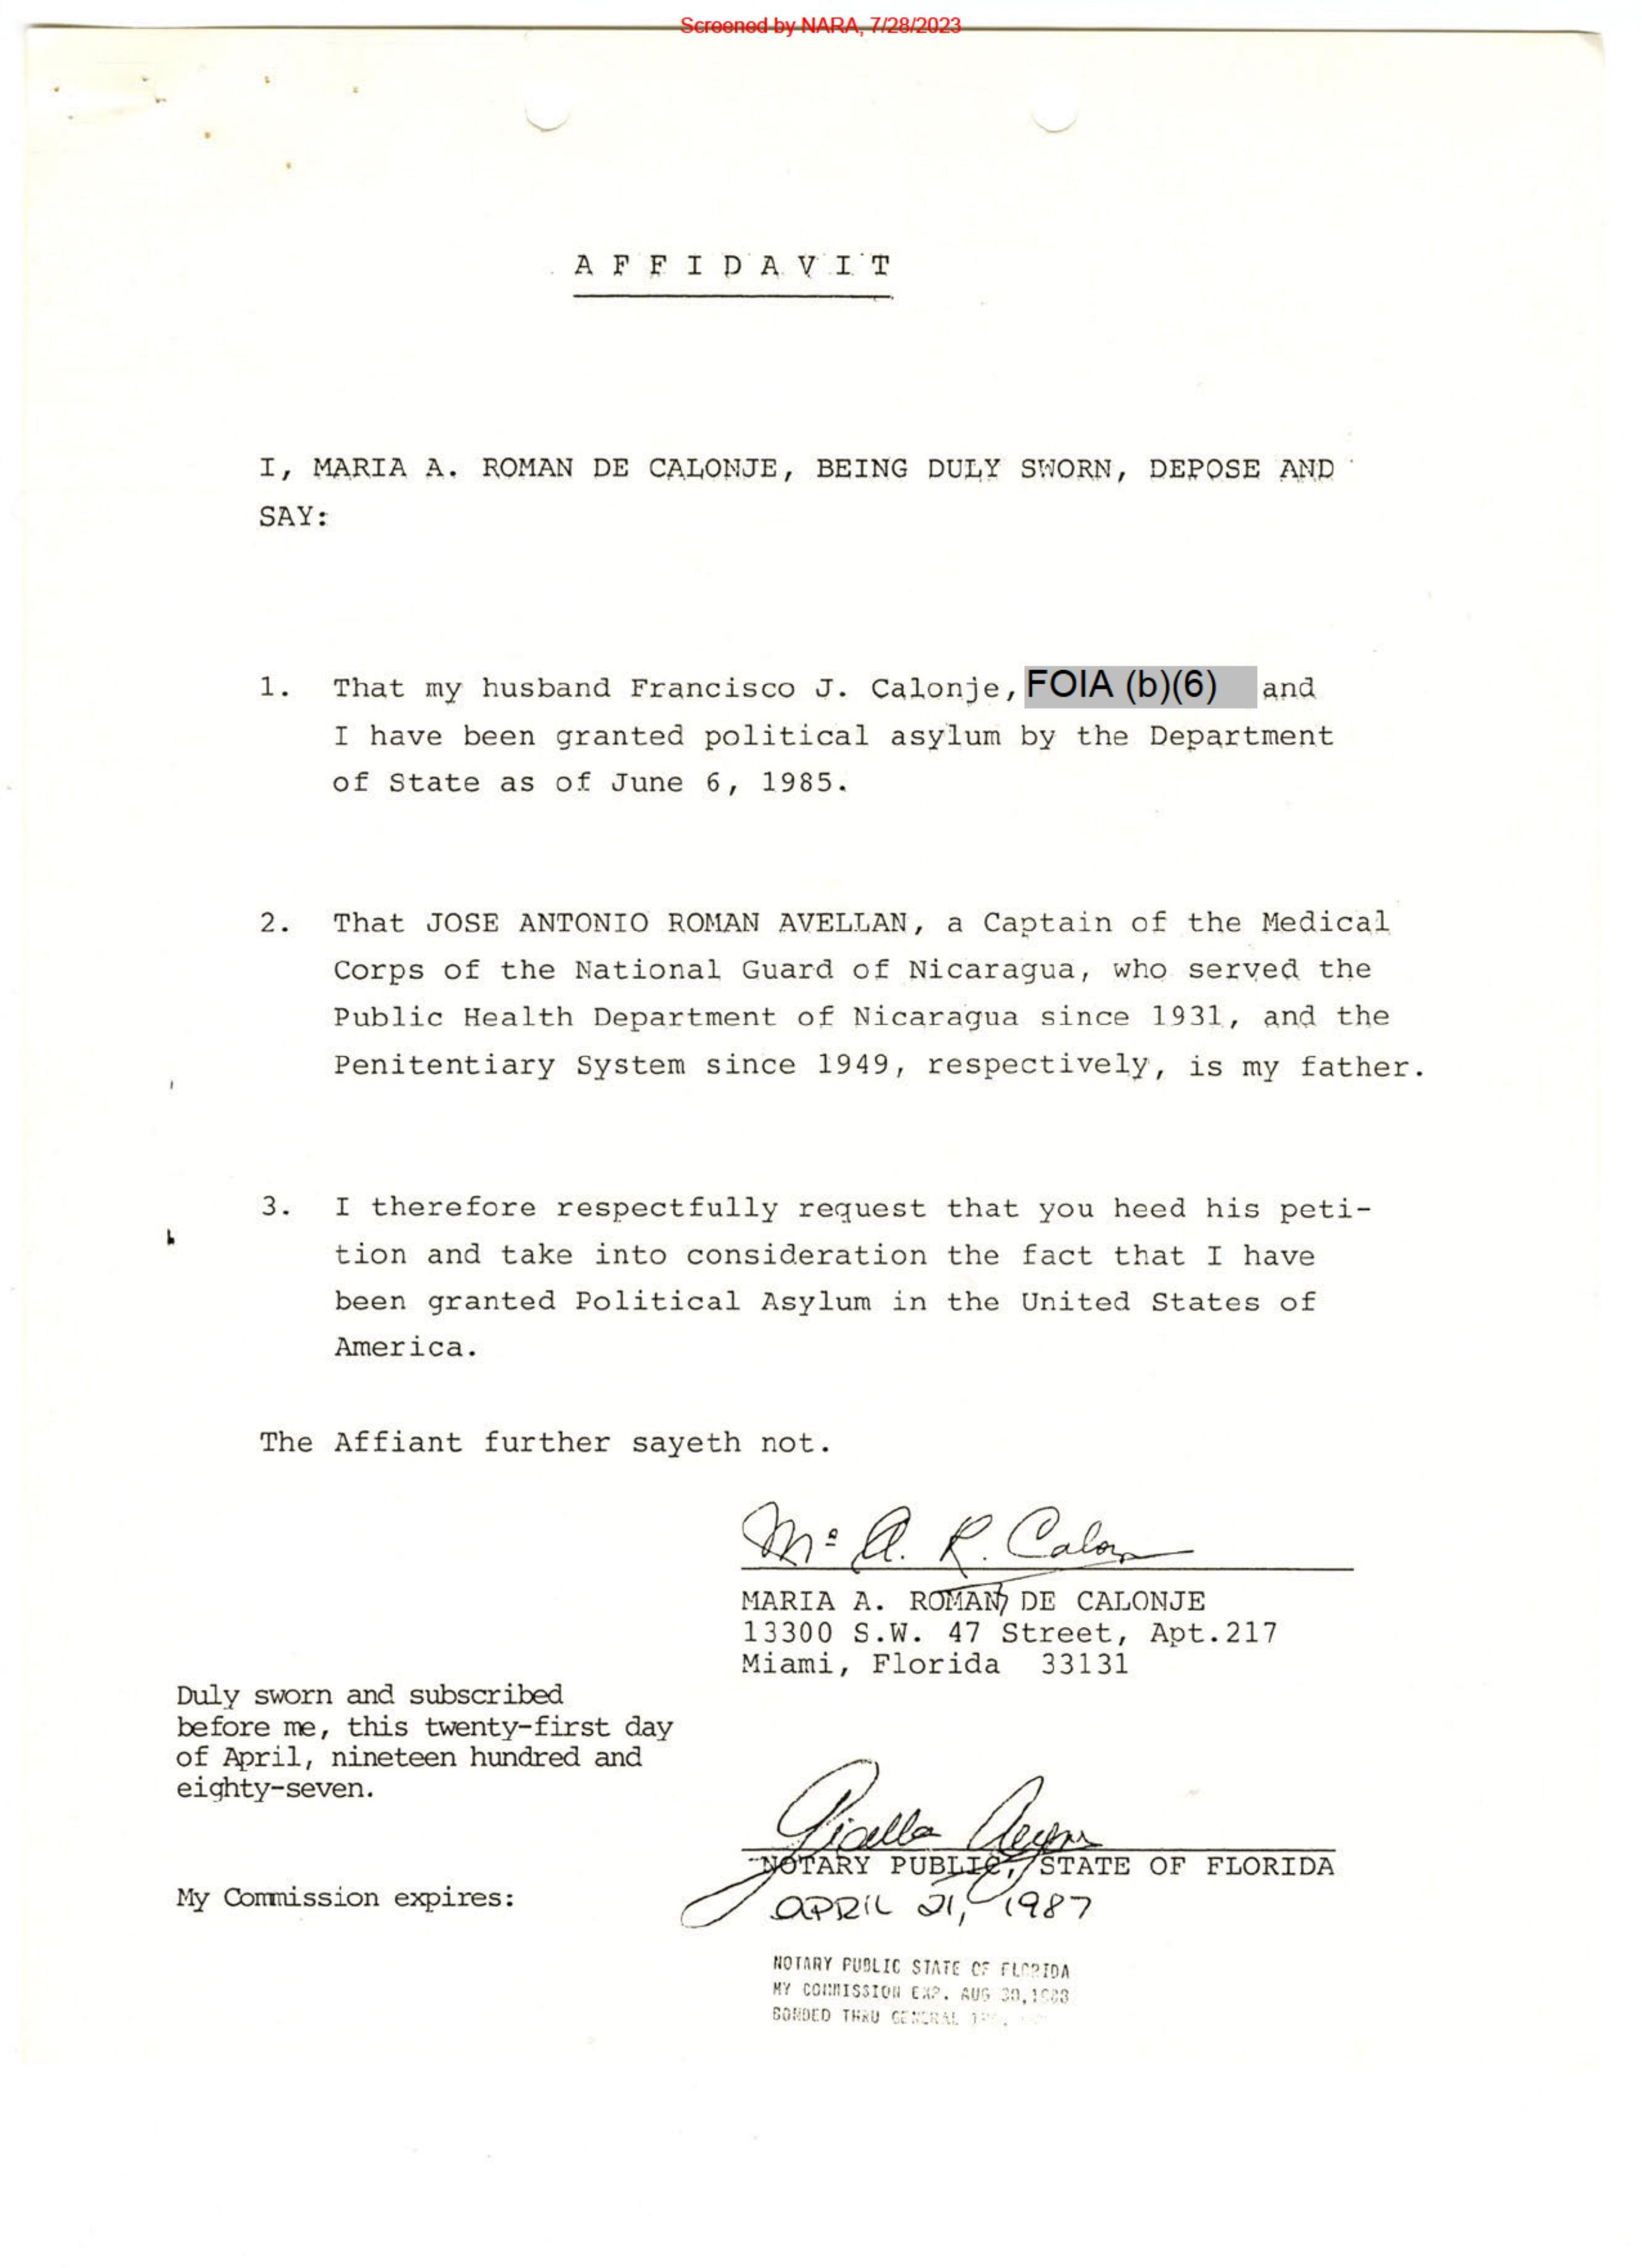 Screened by NARA, 7/28/2023
AFFIDAVIT
I, MARIA A. ROMAN DE CALONJE, BEING DULY SWORN, DEPOSE AND
SAY:
1. That my husband Francisco J. Calonje, FOIA (b)(6) and
I have been granted political asylum by the Department
of State as of June 6, 1985.
2. That JOSE ANTONIO ROMAN AVELLAN, a Captain of the Medical
Corps of the National Guard of Nicaragua, who served the
Public Health Department of Nicaragua since 1931, and the
Penitentiary System since 1949, respectively, is my father.
3. I therefore respectfully request that you heed his peti-
tion and take into consideration the fact that I have
been granted Political Asylum in the United States of
America.
The Affiant further sayeth not.
Mª A. R. Calon
MARIA A. ROMAN DE CALONJE
13300 S.W. 47 Street, Apt.217
Miami, Florida 33131
Duly sworn and subscribed
before me, this twenty-first day
of April, nineteen hundred and
eighty-seven.
NOTARY PUBLIC, STATE OF FLORIDA
My Commission expires:
APRIL 21, 1987
NOTARY PUBLIC STATE OF FLORIDA
MY COMMISSION EXP. AUG 30,
BONDED THRU GENERAL